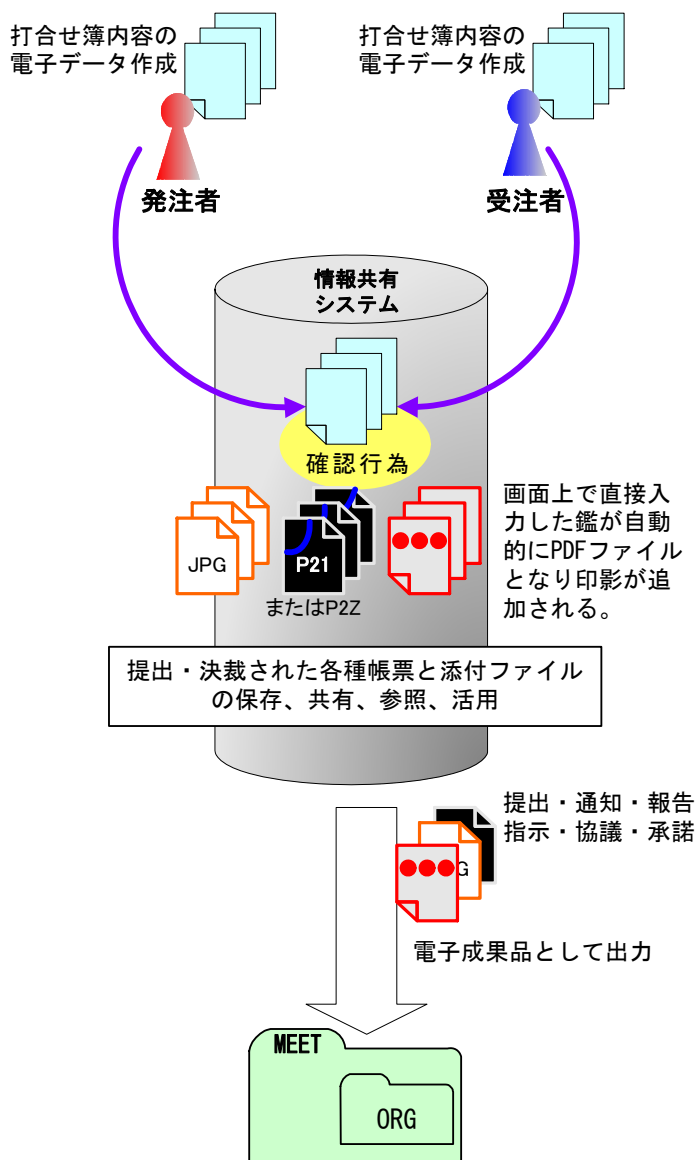 打合せ簿内容の
電子データ作成
打合せ簿内容の
電子データ作成
発注者
受注者
情報共有
システム
確認行為
JPG
P21
またはP2Z
画面上で直接入
力した鑑が自動
的にPDFファイル
となり印影が追
加される。
提出・決裁された各種帳票と添付ファイル
の保存、共有、参照、活用
提出・通知・報告
指示・協議・承諾
G
電子成果品として出力
MEET
ORG